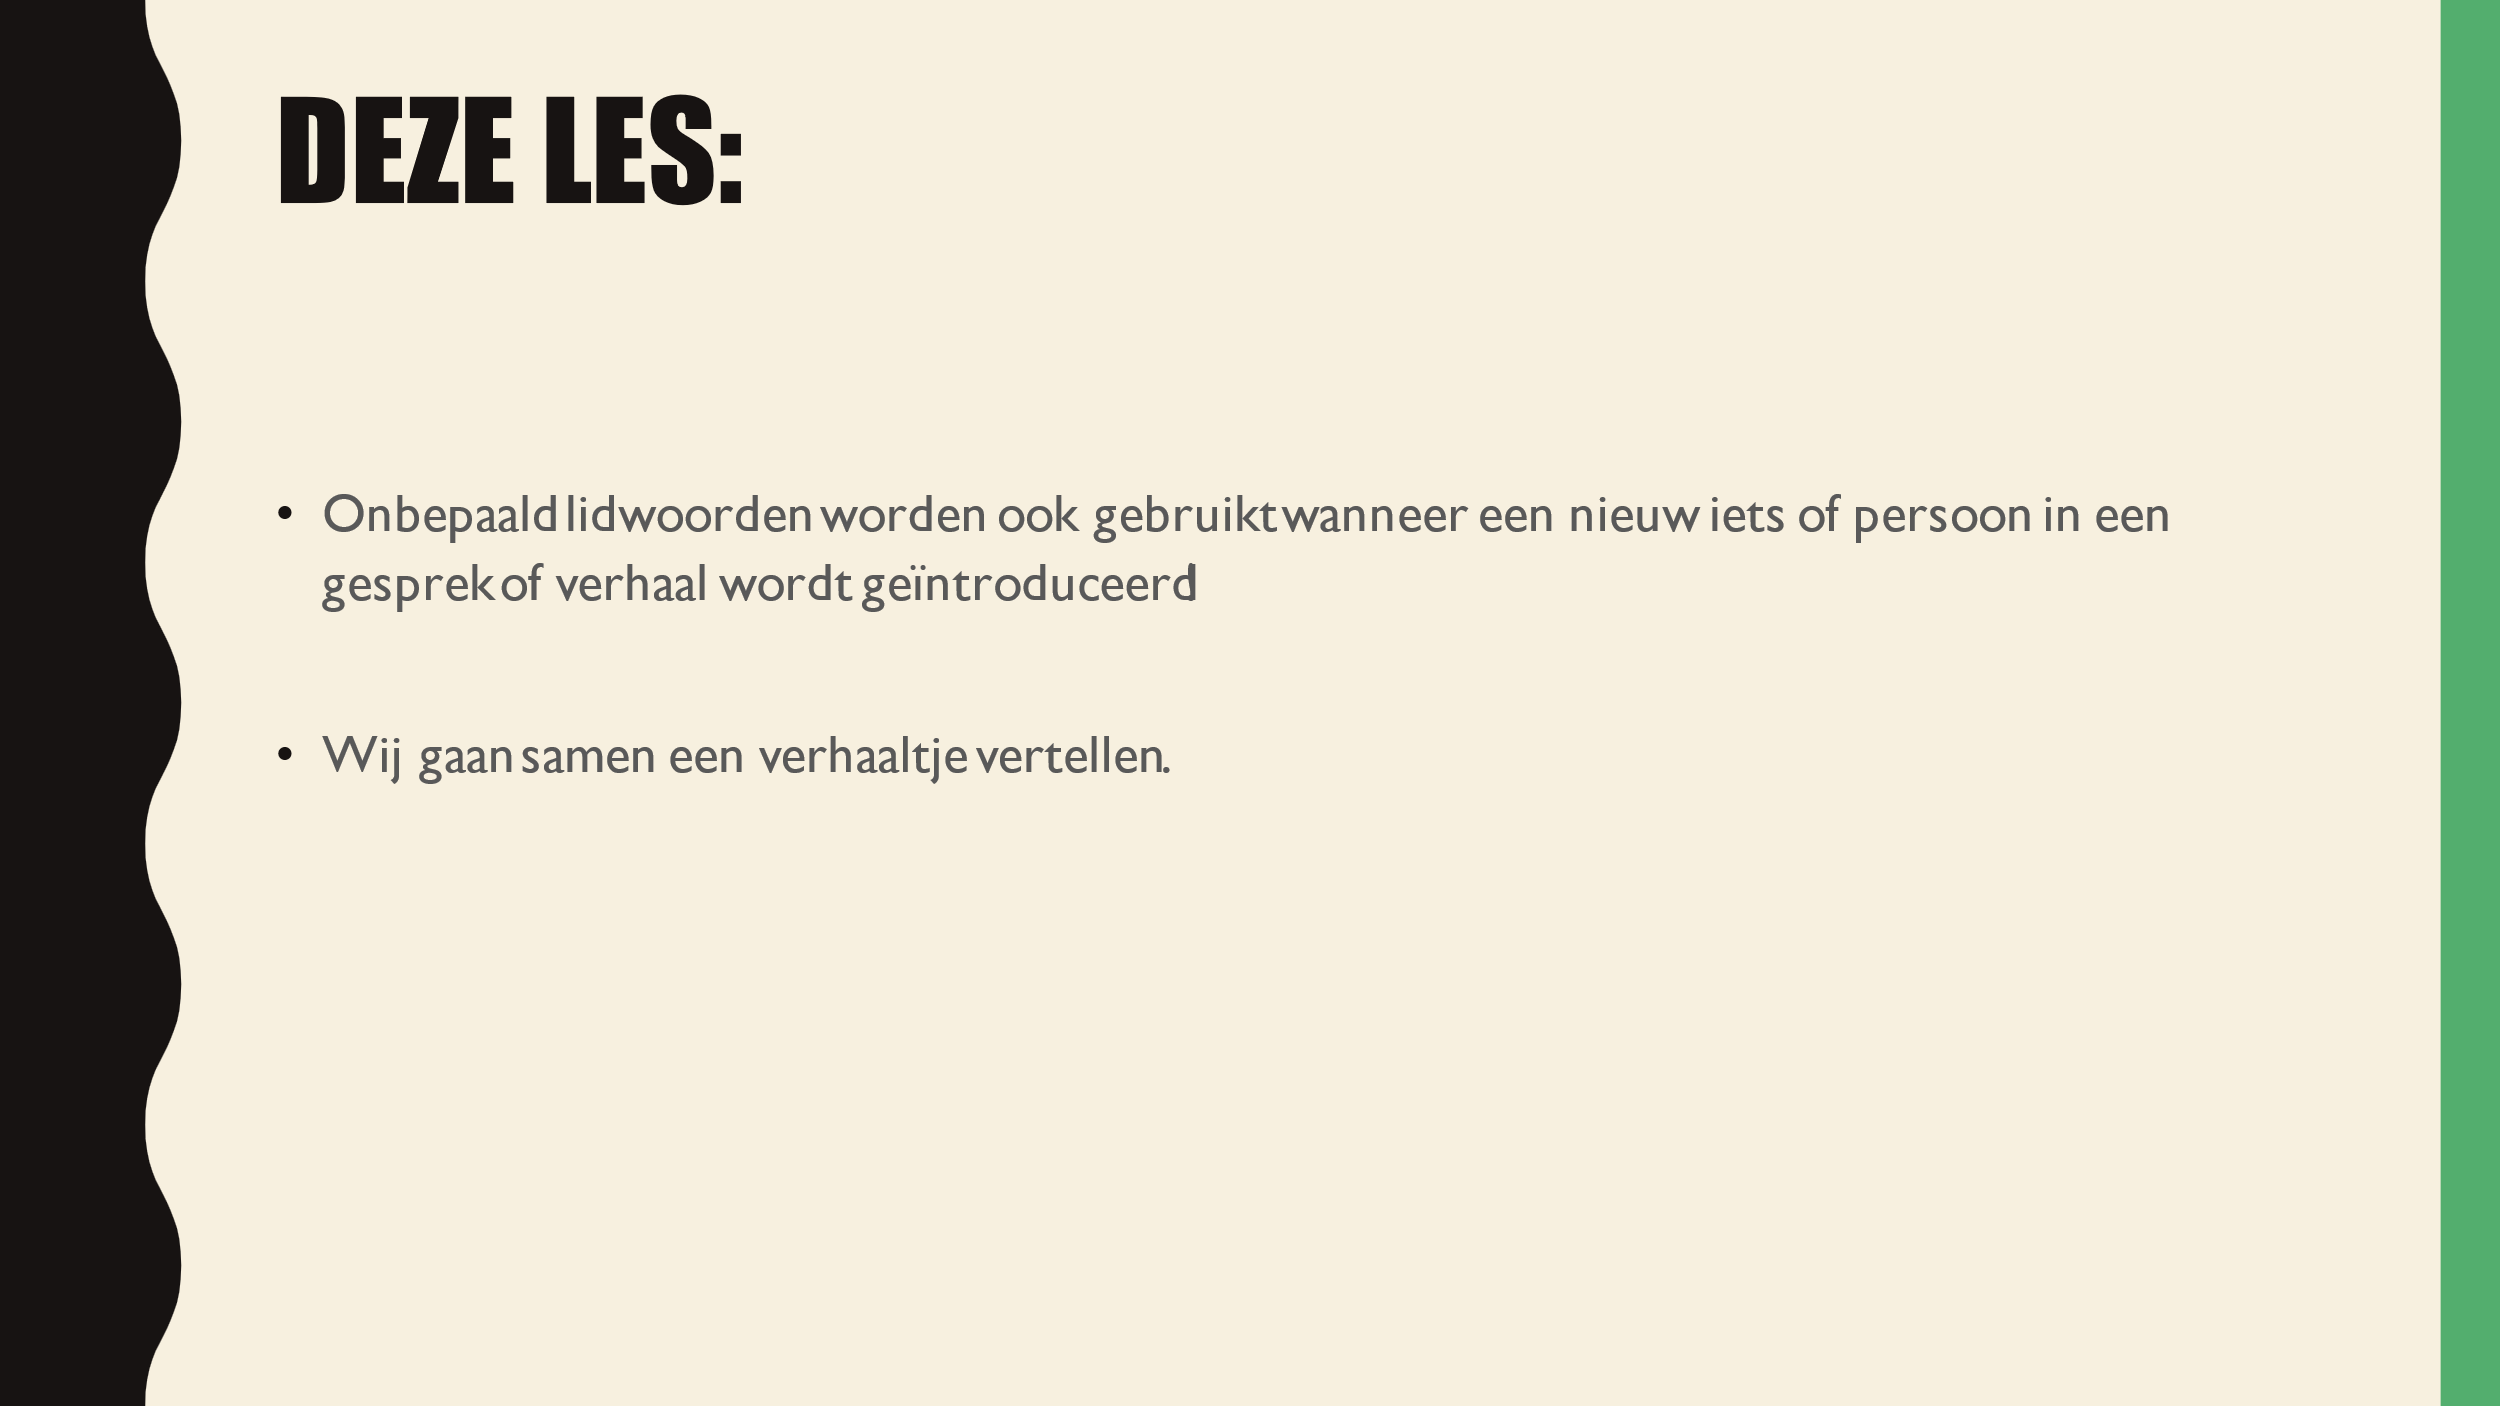 DEZE LES:
• Onbepaald lidwoorden worden ook gebruikt wanneer een nieuw iets of persoon in een
gesprek of verhaal wordt geïntroduceerd
• Wij gaan samen een verhaaltje vertellen.